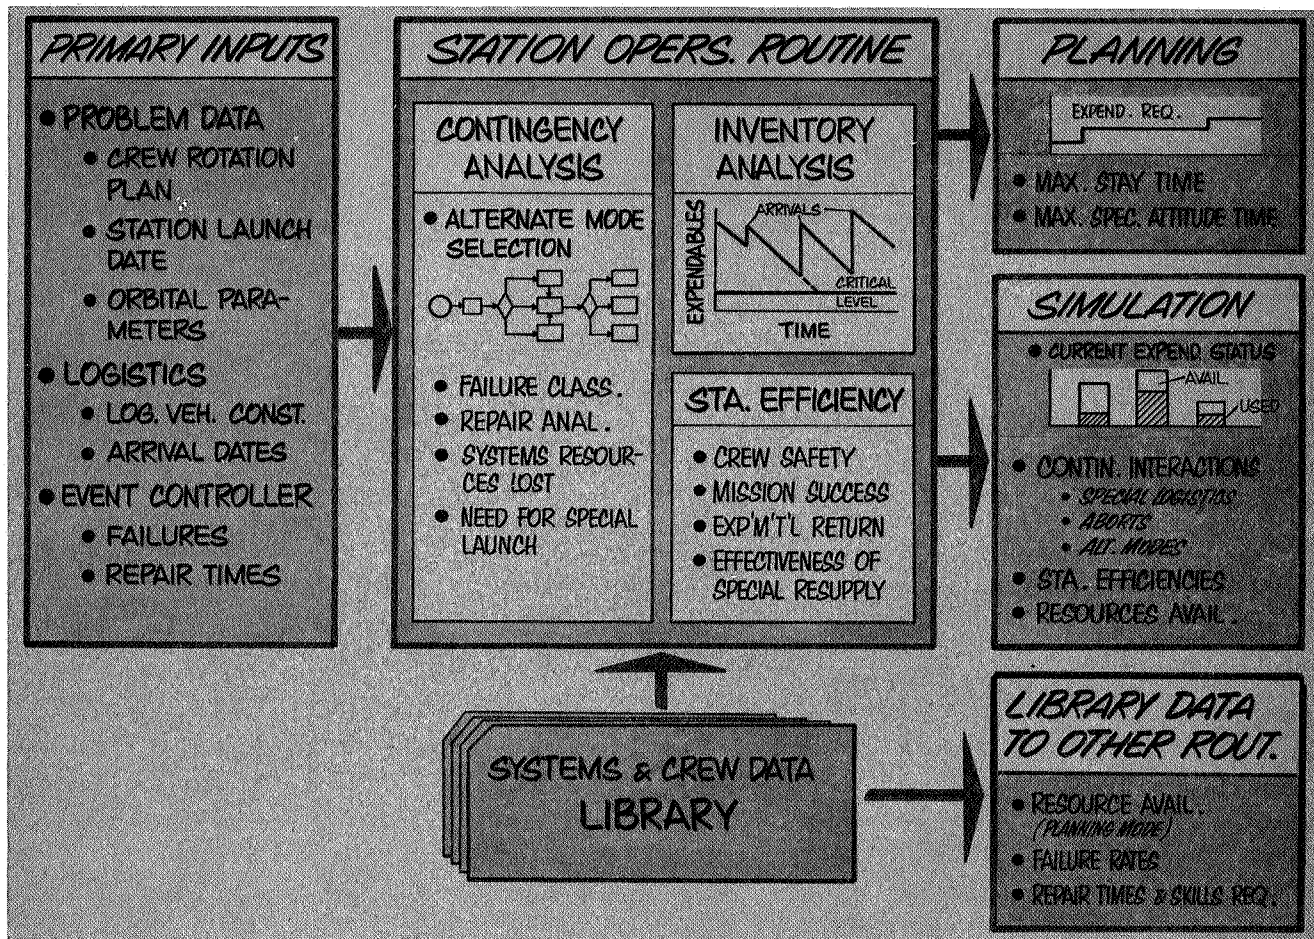 PRIMARY INPUTS
• PROBLEM DATA
• CREW ROTATION
PLAN
• STATION LAUNCH
DATE
• ORBITAL PARA-
METERS
• LOGISTICS
• LOG. VEH. CONST.
• ARRIVAL DATES
• EVENT CONTROLLER
• FAILURES
• REPAIR TIMES
STATION OPERS. ROUTINE
CONTINGENCY
ANALYSIS
• ALTERNATE MODE
SELECTION
• FAILURE CLASS.
• REPAIR ANAL.
• SYSTEMS RESOUR-
CES LOST
• NEED FOR SPECIAL
LAUNCH
INVENTORY
ANALYSIS
EXPENDABLES
ARRIVALS
CRITICAL
LEVEL
TIME
STA. EFFICIENCY
• CREW SAFETY
• MISSION SUCCESS
• EXP'M'T'L RETURN
• EFFECTIVENESS OF
SPECIAL RESUPPLY
SYSTEMS & CREW DATA
LIBRARY
PLANNING
EXPEND. REQ.
• MAX. STAY TIME
• MAX. SPEC. ATTITUDE TIME
SIMULATION
• CURRENT EXPEND STATUS
AVAIL.
USED
• CONTIN. INTERACTIONS
• SPECIAL LOGISTICS
• ABORTS
• ALT. MODES
• STA. EFFICIENCIES
• RESOURCES AVAIL.
LIBRARY DATA
TO OTHER ROUT.
• RESOURCE AVAIL.
(PLANNING MODE)
• FAILURE RATES
• REPAIR TIMES & SKILLS REQ.